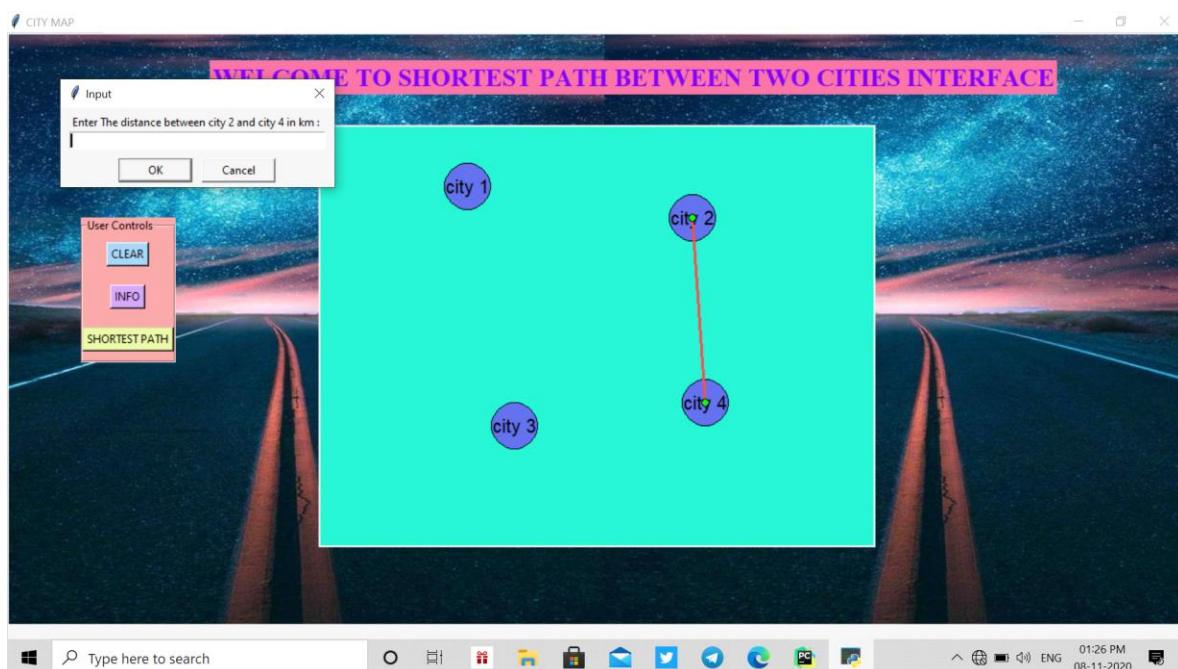 CITY MAP
WELCOME TO SHORTEST PATH BETWEEN TWO CITIES INTERFACE
Input
Enter The distance between city 2 and city 4 in km :
OK Cancel
city 1
city 2
User Controls
CLEAR
INFO
SHORTEST PATH
city 4
city 3
Type here to search
PC
ENG
01:26 PM
08-11-2020